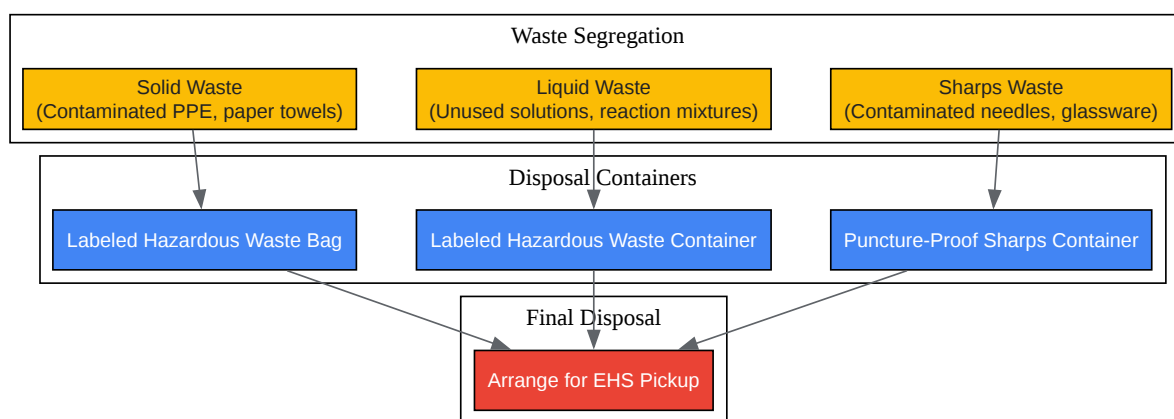 Waste Segregation
Solid Waste
(Contaminated PPE, paper towels)
Liquid Waste
(Unused solutions, reaction mixtures)
Sharps Waste
(Contaminated needles, glassware)
Disposal Containers
Labeled Hazardous Waste Bag
Labeled Hazardous Waste Container
Puncture-Proof Sharps Container
Final Disposal
Arrange for EHS Pickup